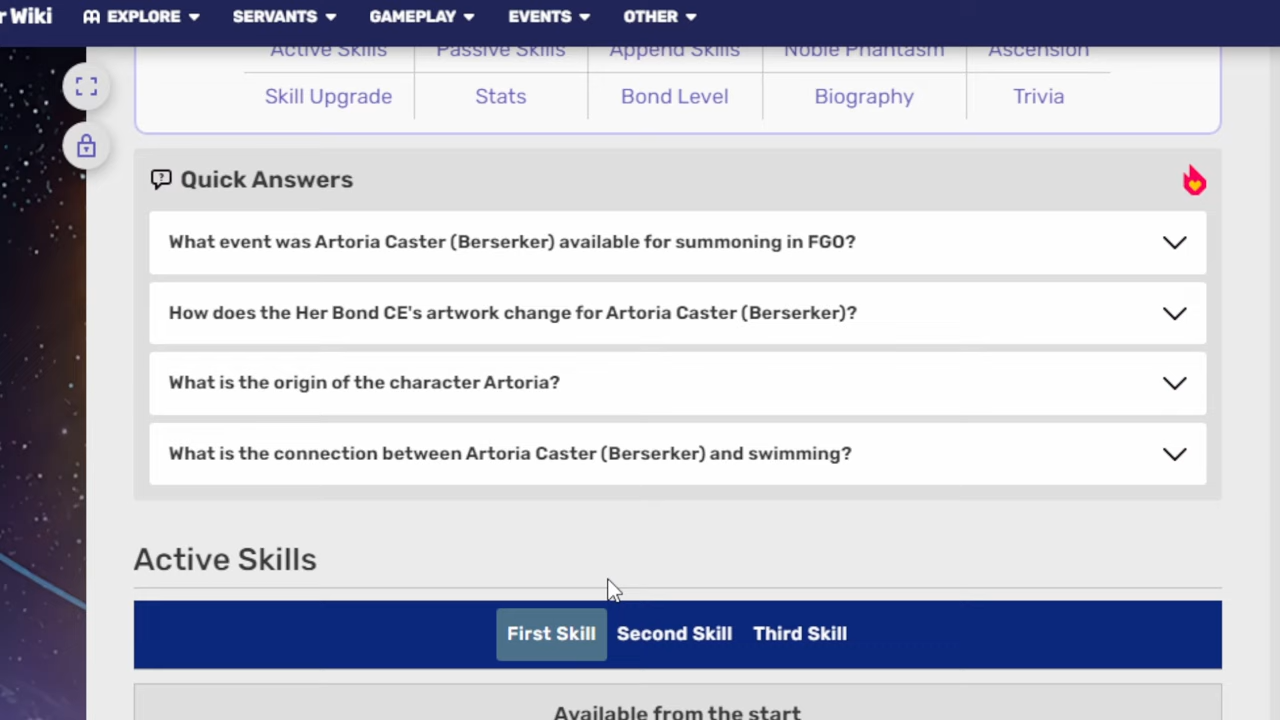 r Wiki EXPLORE SERVANTS GAMEPLAY EVENTS OTHER
Active Skills Passive Skills Append Skills Noble Phantasm Ascension
Skill Upgrade Stats Bond Level Biography Trivia
Quick Answers
What event was Artoria Caster (Berserker) available for summoning in FGO?
How does the Her Bond CE's artwork change for Artoria Caster (Berserker)?
What is the origin of the character Artoria?
What is the connection between Artoria Caster (Berserker) and swimming?
Active Skills
First Skill Second Skill Third Skill
Available from the start